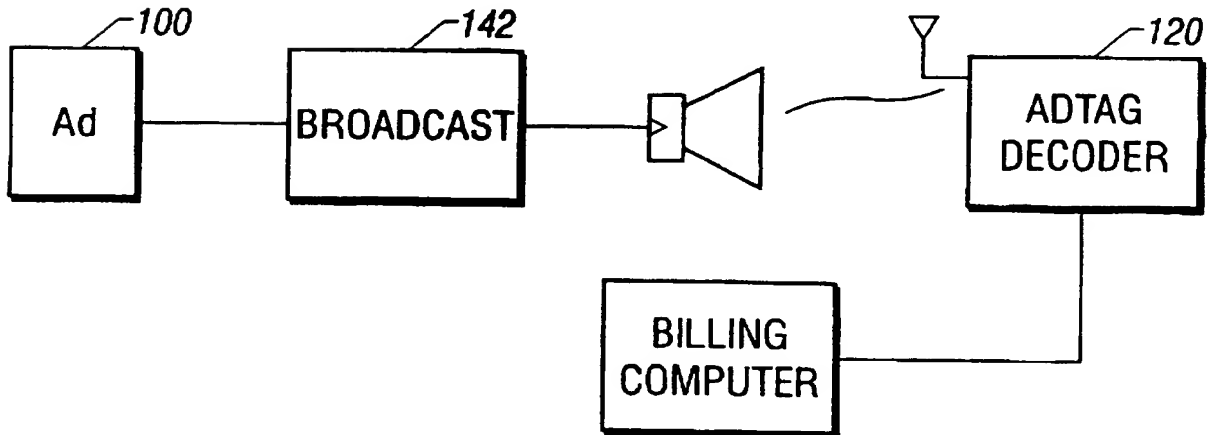 100
142
120
Ad
BROADCAST
ADTAG
DECODER
BILLING
COMPUTER